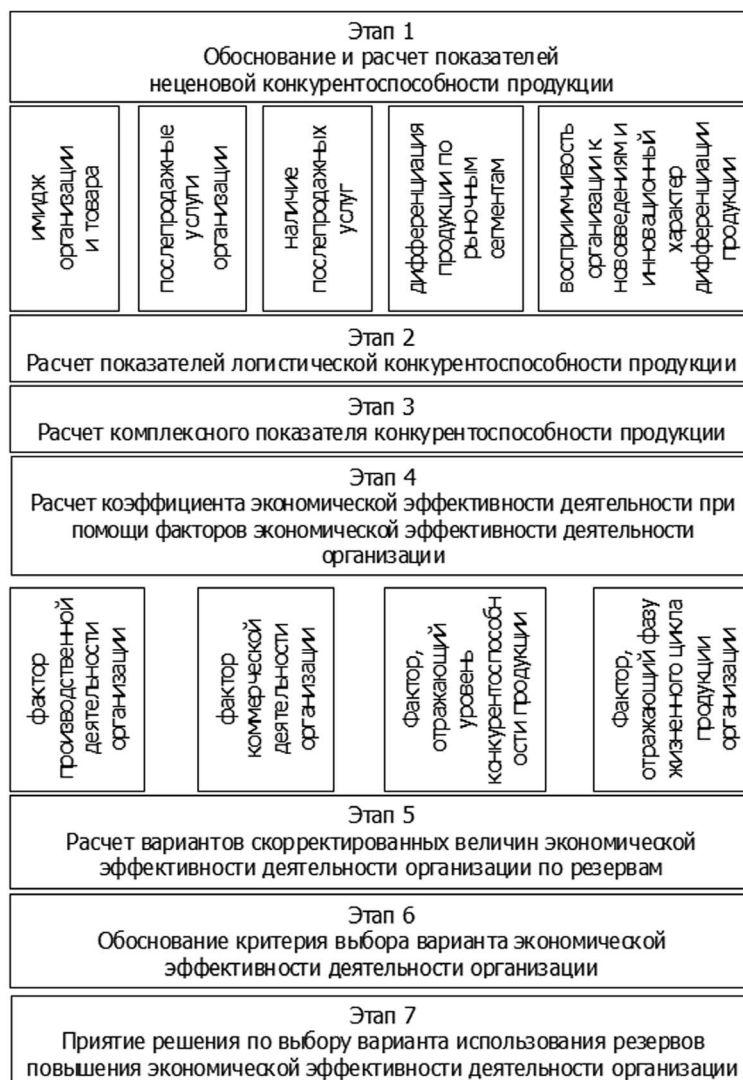 Этап 1
Обоснование и расчет показателей
неценовой конкурентоспособности продукции
имидж
организации
и товара
послепродажные
услуги
организации
наличие
послепродажных
услуг
дифференциация
продукции по
рыночным
сегментам
восприимчивость
организации к
нововведениям и
инновационный
характер
дифференциации
продукции
Этап 2
Расчет показателей логистической конкурентоспособности продукции
Этап 3
Расчет комплексного показателя конкурентоспособности продукции
Этап 4
Расчет коэффициента экономической эффективности деятельности при
помощи факторов экономической эффективности деятельности
организации
фактор
производственной
деятельности
организации
фактор
коммерческой
деятельности
организации
Фактор,
отражающий
уровень
конкурентоспособн
ости продукции
Фактор,
отражающий фазу
жизненного цикла
продукции
организации
Этап 5
Расчет вариантов скорректированных величин экономической
эффективности деятельности организации по резервам
Этап 6
Обоснование критерия выбора варианта экономической
эффективности деятельности организации
Этап 7
Приятие решения по выбору варианта использования резервов
повышения экономической эффективности деятельности организации